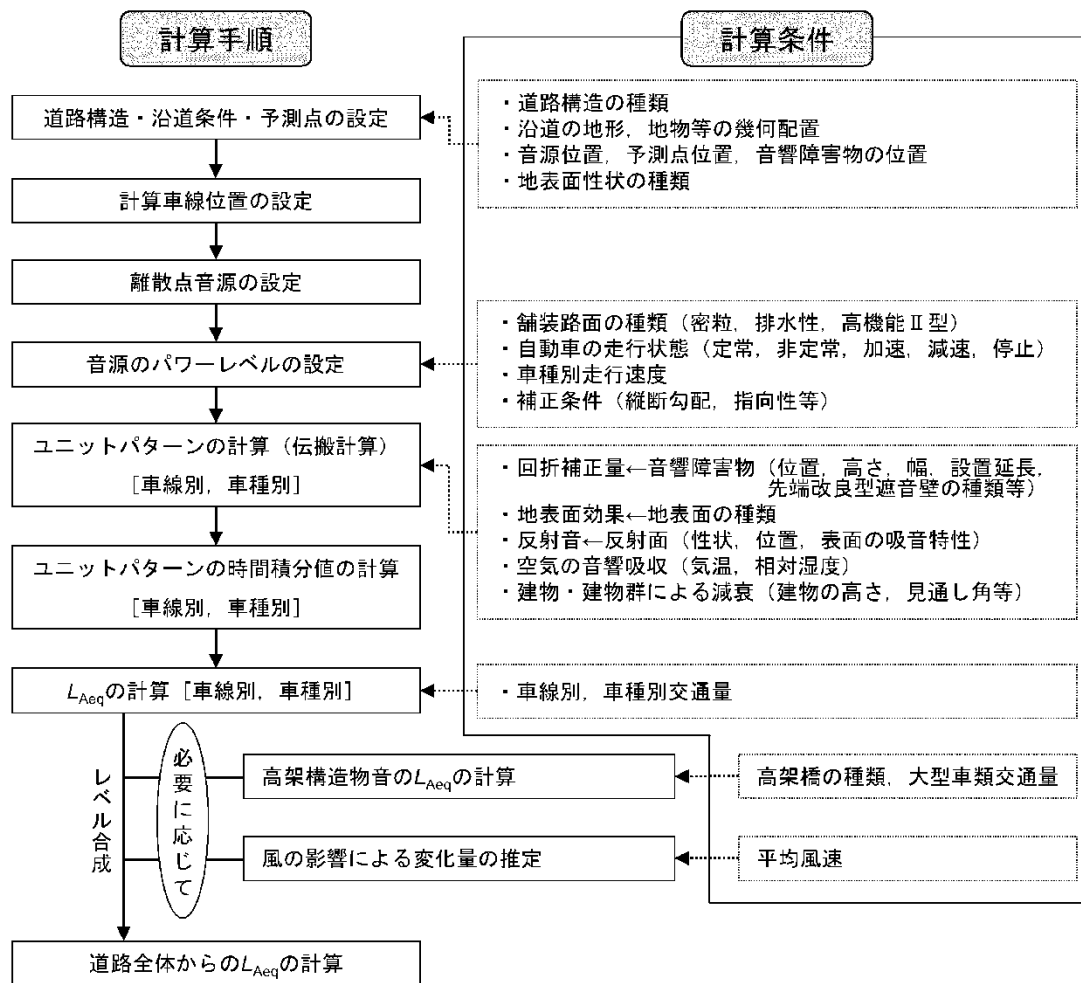 計算手順
計算条件
道路構造・沿道条件・予測点の設定
・道路構造の種類
・沿道の地形，地物等の幾何配置
・音源位置，予測点位置，音響障害物の位置
・地表面性状の種類
計算車線位置の設定
離散点音源の設定
音源のパワーレベルの設定
・舗装路面の種類（密粒，排水性，高機能Ⅱ型）
・自動車の走行状態（定常，非定常，加速，減速，停止）
・車種別走行速度
・補正条件（縦断勾配，指向性等）
ユニットパターンの計算（伝搬計算）
［車線別，車種別］
・回折補正量←音響障害物（位置，高さ，幅，設置延長，
先端改良型遮音壁の種類等）
・地表面効果←地表面の種類
・反射音←反射面（性状，位置，表面の吸音特性）
・空気の音響吸収（気温，相対湿度）
・建物・建物群による減衰（建物の高さ，見通し角等）
ユニットパターンの時間積分値の計算
［車線別，車種別］
LAeqの計算［車線別，車種別］
・車線別，車種別交通量
レベル合成
必要に応じて
高架構造物音のLAeqの計算
高架橋の種類，大型車類交通量
風の影響による変化量の推定
平均風速
道路全体からのLAeqの計算